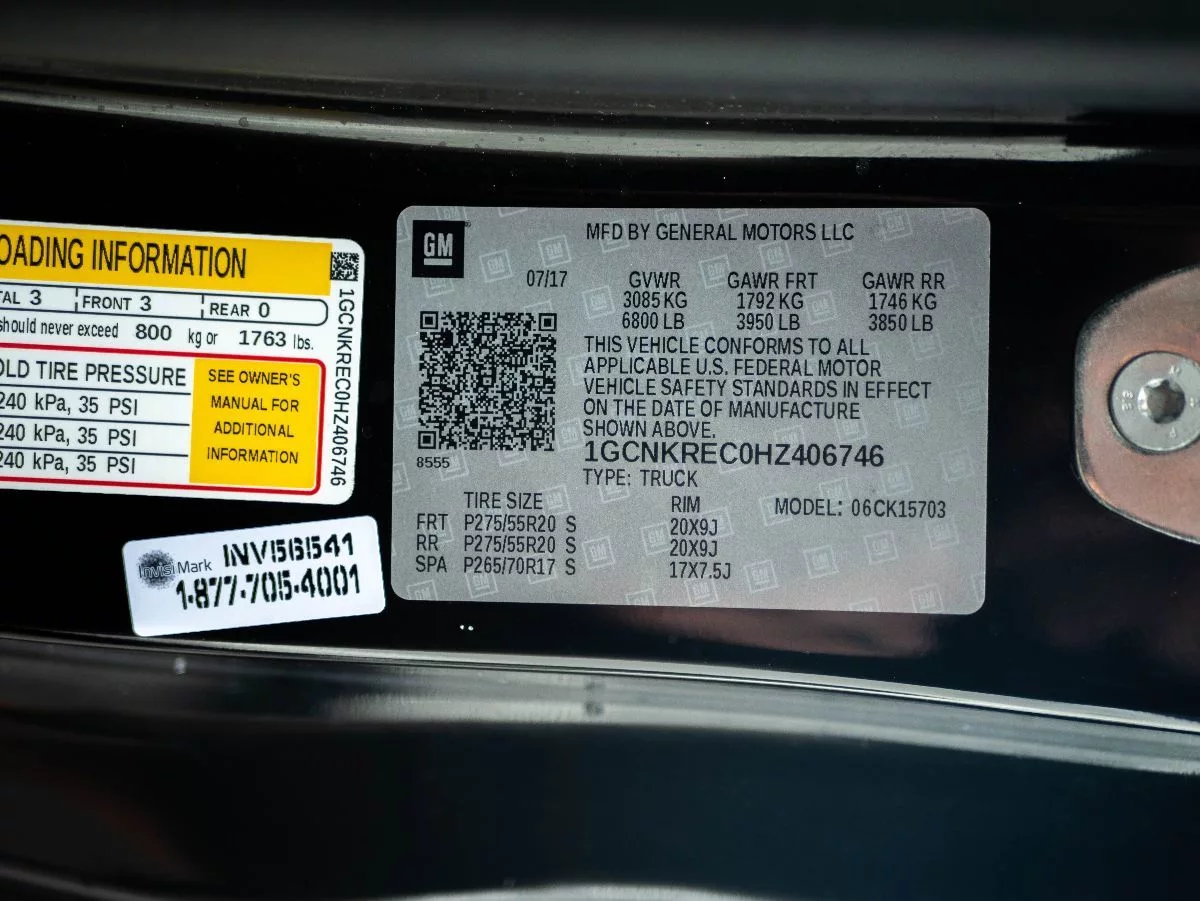 OADING INFORMATION
TAL 3 FRONT 3 REAR 0
should never exceed 800 kg or 1763 lbs.
OLD TIRE PRESSURE
240 kPa, 35 PSI
240 kPa, 35 PSI
240 kPa, 35 PSI
SEE OWNER'S
MANUAL FOR
ADDITIONAL
INFORMATION
1GCNKREC0HZ406746
INVISI Mark INV56541
1-877-705-4001
GM
MFD BY GENERAL MOTORS LLC
07/17 GVWR GAWR FRT GAWR RR
3085 KG 1792 KG 1746 KG
6800 LB 3950 LB 3850 LB
THIS VEHICLE CONFORMS TO ALL
APPLICABLE U.S. FEDERAL MOTOR
VEHICLE SAFETY STANDARDS IN EFFECT
ON THE DATE OF MANUFACTURE
SHOWN ABOVE.
8555
1GCNKREC0HZ406746
TYPE: TRUCK
TIRE SIZE RIM MODEL: 06CK15703
FRT P275/55R20 S 20X9J
RR P275/55R20 S 20X9J
SPA P265/70R17 S 17X7.5J